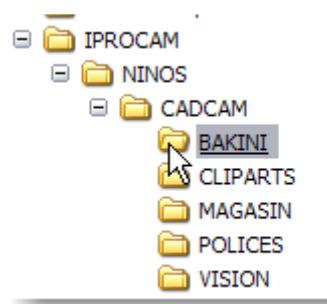 IPROCAM
NINOS
CADCAM
BAKINI
CLIPARTS
MAGASIN
POLICES
VISION